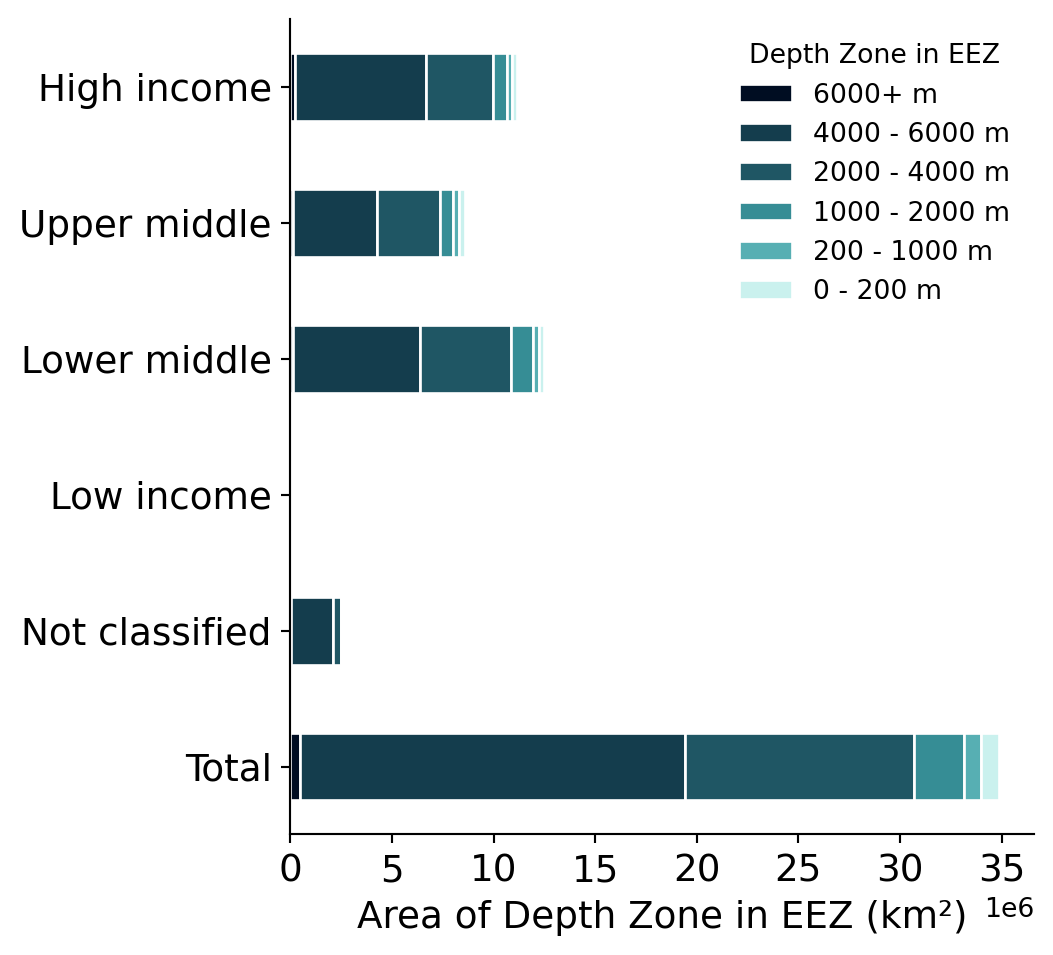 Depth Zone in EEZ
6000+ m
4000 - 6000 m
2000 - 4000 m
1000 - 2000 m
200 - 1000 m
0 - 200 m
High income
Upper middle
Lower middle
Low income
Not classified
Total
0 5 10 15 20 25 30 35
Area of Depth Zone in EEZ (km²) 1e6